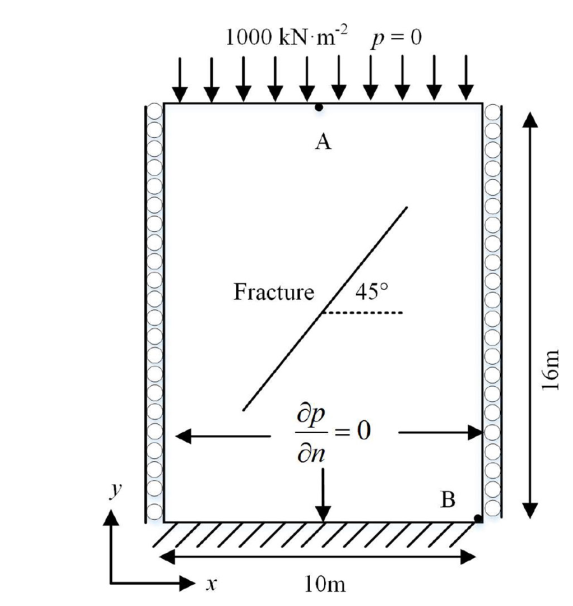 1000 kN·m⁻² p = 0
A
Fracture 45°
∂p/∂n = 0
16m
B
y
x
10m